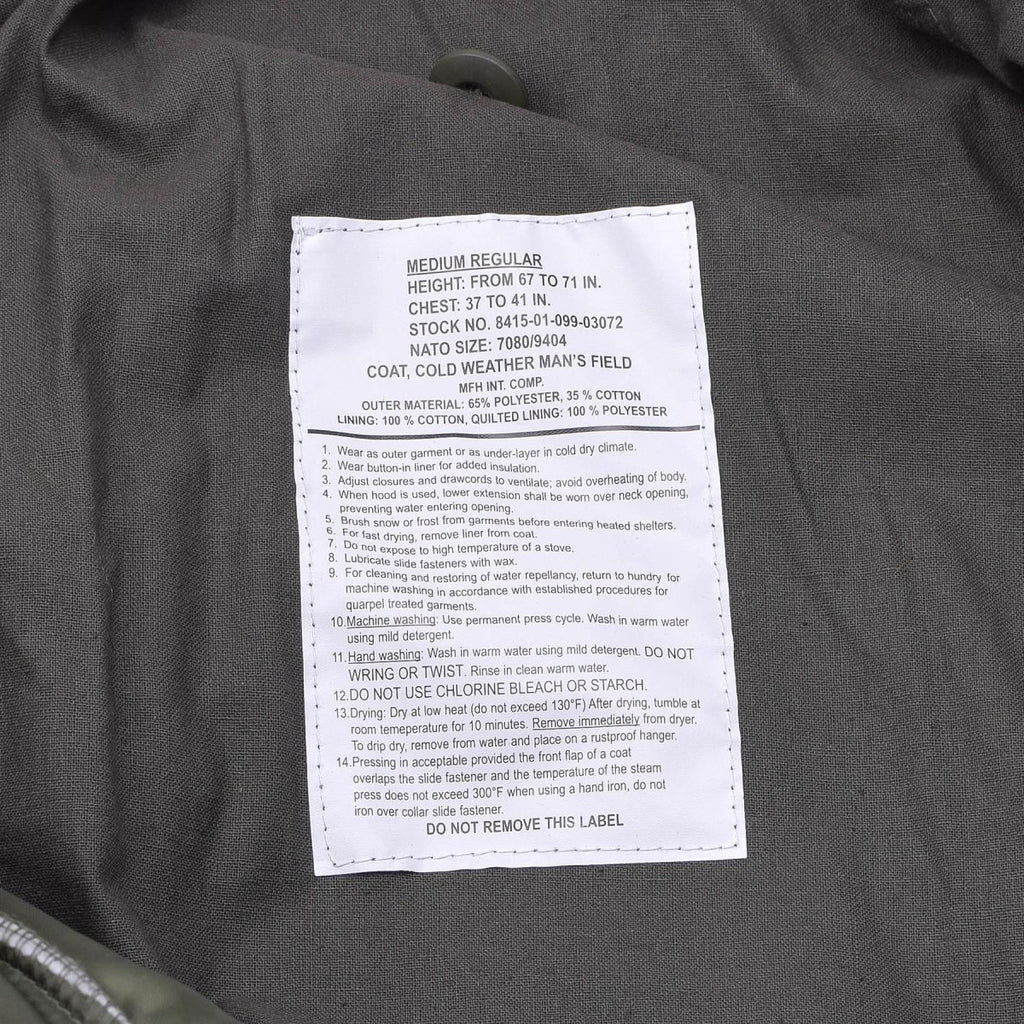 MEDIUM REGULAR
HEIGHT: FROM 67 TO 71 IN.
CHEST: 37 TO 41 IN.
STOCK NO. 8415-01-099-03072
NATO SIZE: 7080/9404
COAT, COLD WEATHER MAN'S FIELD
MFH INT. COMP.
OUTER MATERIAL: 65% POLYESTER, 35 % COTTON
LINING: 100 % COTTON, QUILTED LINING: 100 % POLYESTER
1. Wear as outer garment or as under-layer in cold dry climate.
2. Wear button-in liner for added insulation.
3. Adjust closures and drawcords to ventilate; avoid overheating of body.
4. When hood is used, lower extension shall be worn over neck opening,
preventing water entering opening.
5. Brush snow or frost from garments before entering heated shelters.
6. For fast drying, remove liner from coat.
7. Do not expose to high temperature of a stove.
8. Lubricate slide fasteners with wax.
9. For cleaning and restoring of water repellancy, return to hundry for
machine washing in accordance with established procedures for
quarpel treated garments.
10.Machine washing: Use permanent press cycle. Wash in warm water
using mild detergent.
11.Hand washing: Wash in warm water using mild detergent. DO NOT
WRING OR TWIST. Rinse in clean warm water.
12.DO NOT USE CHLORINE BLEACH OR STARCH.
13.Drying: Dry at low heat (do not exceed 130°F) After drying, tumble at
room temeperature for 10 minutes. Remove immediately from dryer.
To drip dry, remove from water and place on a rustproof hanger.
14.Pressing in acceptable provided the front flap of a coat
overlaps the slide fastener and the temperature of the steam
press does not exceed 300°F when using a hand iron, do not
iron over collar slide fastener.
DO NOT REMOVE THIS LABEL